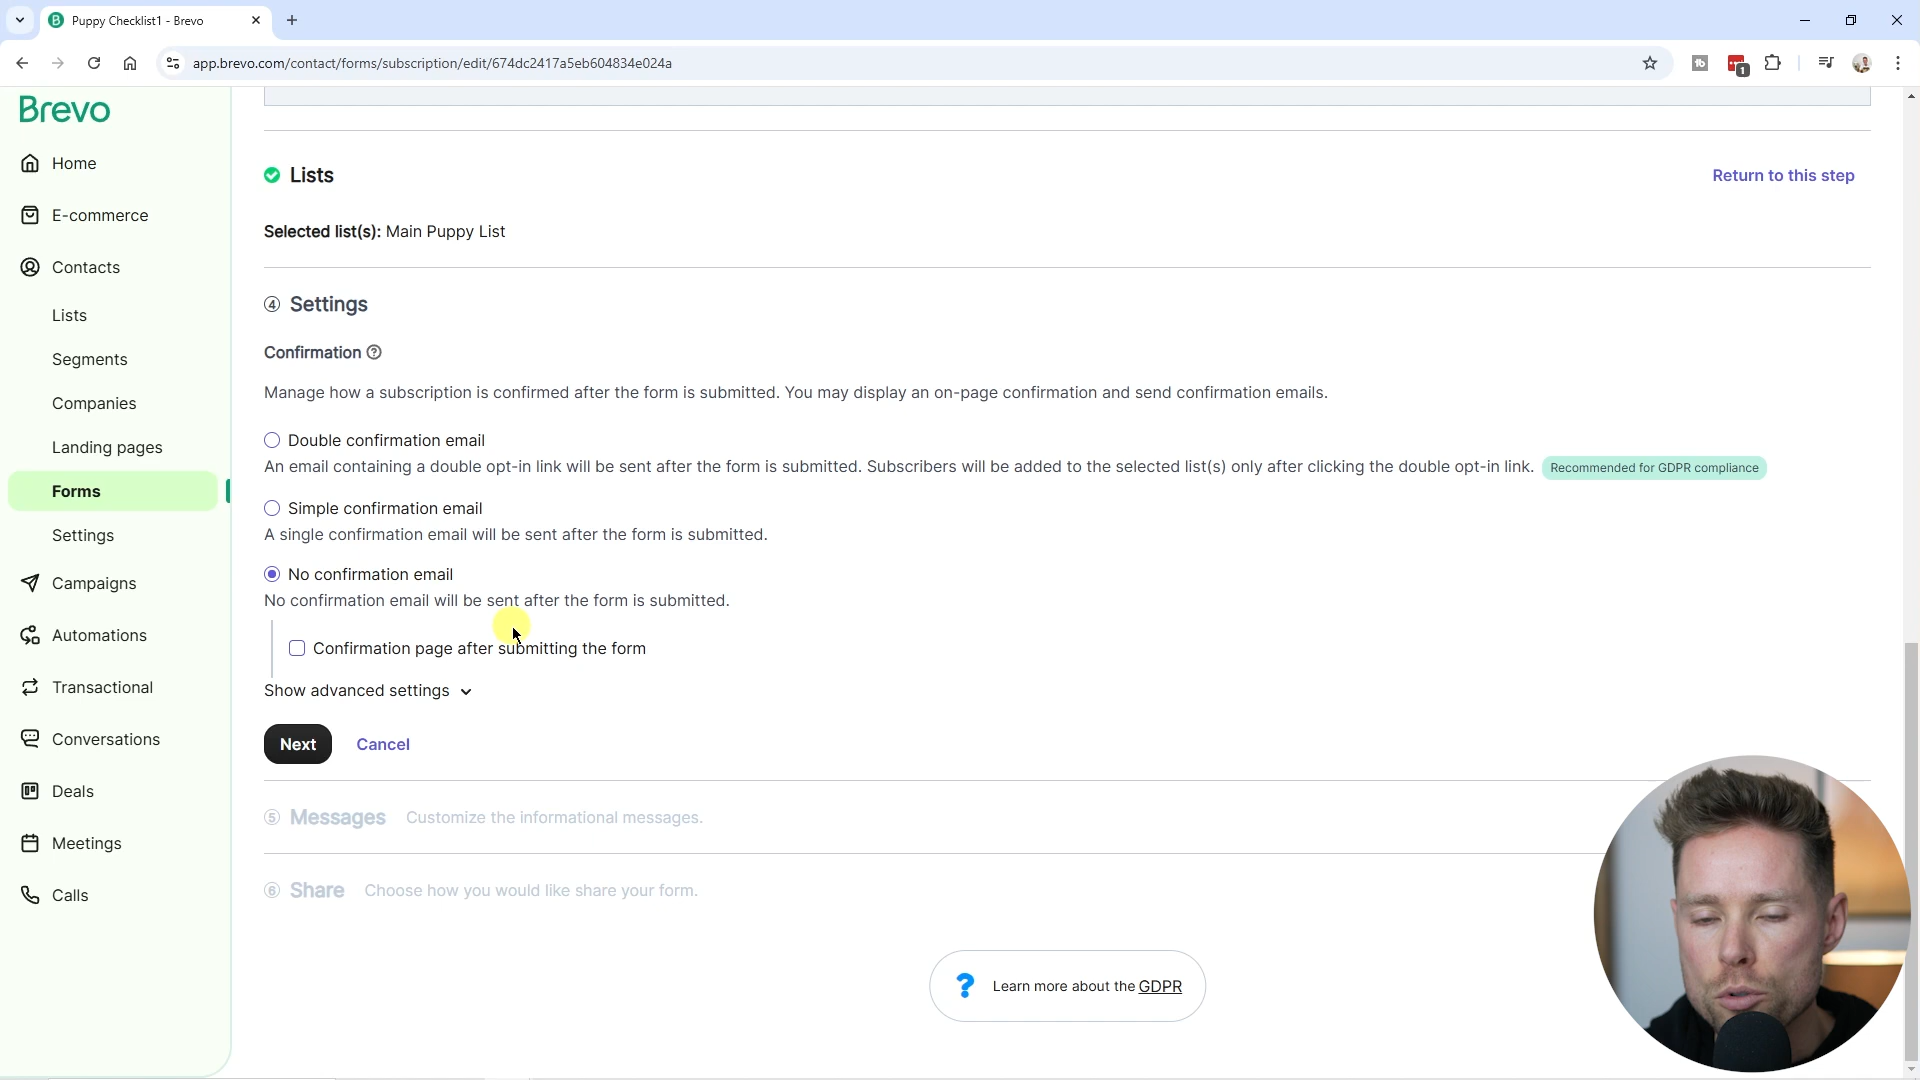 B Puppy Checklist1 - Brevo
app.brevo.com/contact/forms/subscription/edit/674dc2417a5eb604834e024a
tb
1
Brevo
Home
E-commerce
Contacts
Lists
Segments
Companies
Landing pages
Forms
Settings
Campaigns
Automations
Transactional
Conversations
Deals
Meetings
Calls
Lists
Return to this step
Selected list(s): Main Puppy List
4 Settings
Confirmation ?
Manage how a subscription is confirmed after the form is submitted. You may display an on-page confirmation and send confirmation emails.
Double confirmation email
An email containing a double opt-in link will be sent after the form is submitted. Subscribers will be added to the selected list(s) only after clicking the double opt-in link. Recommended for GDPR compliance
Simple confirmation email
A single confirmation email will be sent after the form is submitted.
No confirmation email
No confirmation email will be sent after the form is submitted.
Confirmation page after submitting the form
Show advanced settings
Next Cancel
5 Messages Customize the informational messages.
6 Share Choose how you would like share your form.
? Learn more about the GDPR